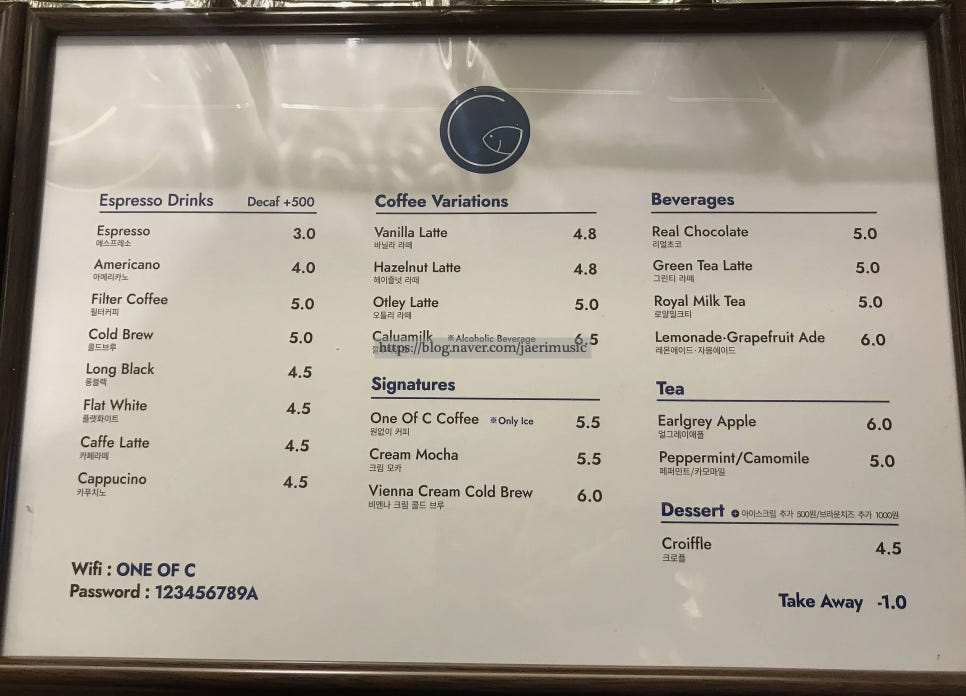 Espresso Drinks Decaf +500
Espresso 3.0
에스프레소
Americano 4.0
아메리카노
Filter Coffee 5.0
필터커피
Cold Brew 5.0
콜드브루
Long Black 4.5
롱블랙
Flat White 4.5
플랫화이트
Caffe Latte 4.5
카페라떼
Cappucino 4.5
카푸치노
Wifi : ONE OF C
Password : 123456789A
Coffee Variations
Vanilla Latte 4.8
바닐라 라떼
Hazelnut Latte 4.8
헤이즐넛 라떼
Otley Latte 5.0
오틀리 라떼
Caluamilk ※Alcoholic Beverage 6.5
https://blog.naver.com/jaerimusic
Signatures
One Of C Coffee ※Only Ice 5.5
원없이 커피
Cream Mocha 5.5
크림 모카
Vienna Cream Cold Brew 6.0
비엔나 크림 콜드 브루
Beverages
Real Chocolate 5.0
리얼초코
Green Tea Latte 5.0
그린티 라떼
Royal Milk Tea 5.0
로얄밀크티
Lemonade·Grapefruit Ade 6.0
레몬에이드·자몽에이드
Tea
Earlgrey Apple 6.0
얼그레이애플
Peppermint/Camomile 5.0
페퍼민트/카모마일
Dessert + 아이스크림 추가 500원/브라운치즈 추가 1000원
Croiffle 4.5
크로플
Take Away -1.0